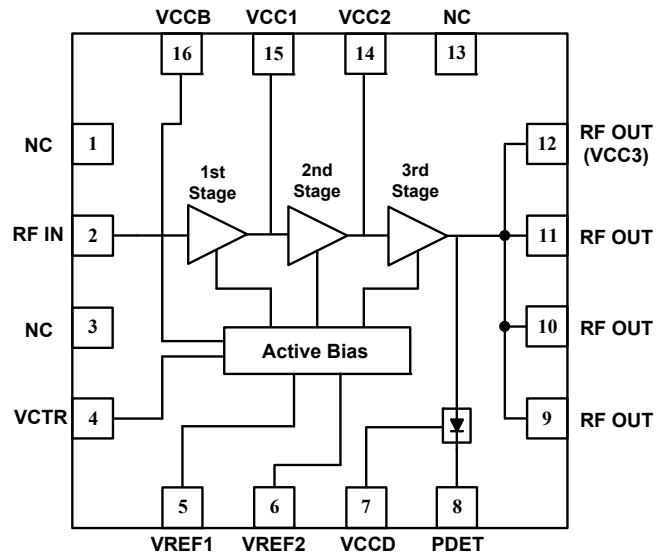 VCCB VCC1 VCC2 NC
16 15 14 13
NC 1
12 RF OUT
(VCC3)
1st
Stage
2nd
Stage
3rd
Stage
RF IN 2
11 RF OUT
NC 3
10 RF OUT
Active Bias
VCTR 4
9 RF OUT
5 6 7 8
VREF1 VREF2 VCCD PDET